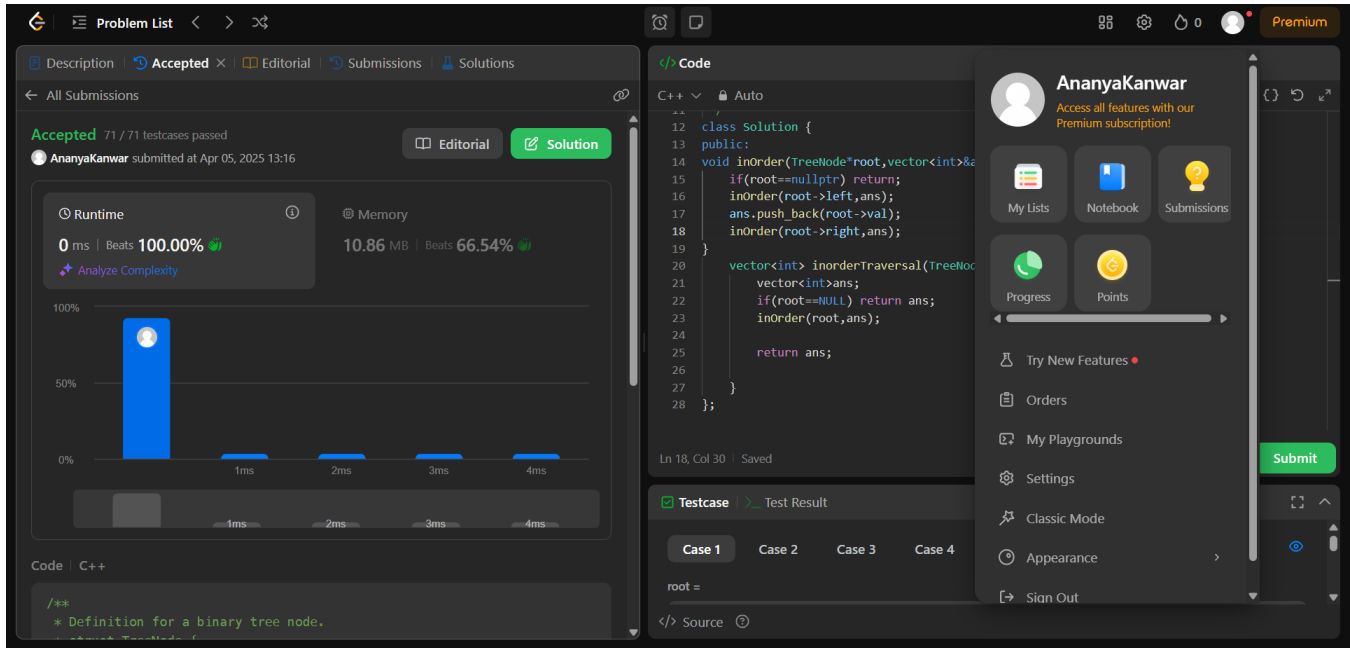 Problem List
0
Premium
Description
Accepted
Editorial
Submissions
Solutions
All Submissions
Accepted 71 / 71 testcases passed
AnanyaKanwar submitted at Apr 05, 2025 13:16
Editorial
Solution
Runtime
0 ms | Beats 100.00%
Analyze Complexity
Memory
10.86 MB | Beats 66.54%
100%
50%
0%
1ms 2ms 3ms 4ms
1ms 2ms 3ms 4ms
Code | C++
/**
* Definition for a binary tree node.
* struct TreeNode {
</>Code
C++ Auto
11 */
12 class Solution {
13 public:
14 void inOrder(TreeNode*root,vector<int>&a
15 if(root==nullptr) return;
16 inOrder(root->left,ans);
17 ans.push_back(root->val);
18 inOrder(root->right,ans);
19 }
20 vector<int> inorderTraversal(TreeNod
21 vector<int>ans;
22 if(root==NULL) return ans;
23 inOrder(root,ans);
24
25 return ans;
26
27 }
28 };
Ln 18, Col 30 | Saved
Submit
Testcase
>_ Test Result
Case 1 Case 2 Case 3 Case 4
root =
</> Source
AnanyaKanwar
Access all features with our
Premium subscription!
My Lists
Notebook
Submissions
Progress
Points
Try New Features
Orders
My Playgrounds
Settings
Classic Mode
Appearance
Sign Out